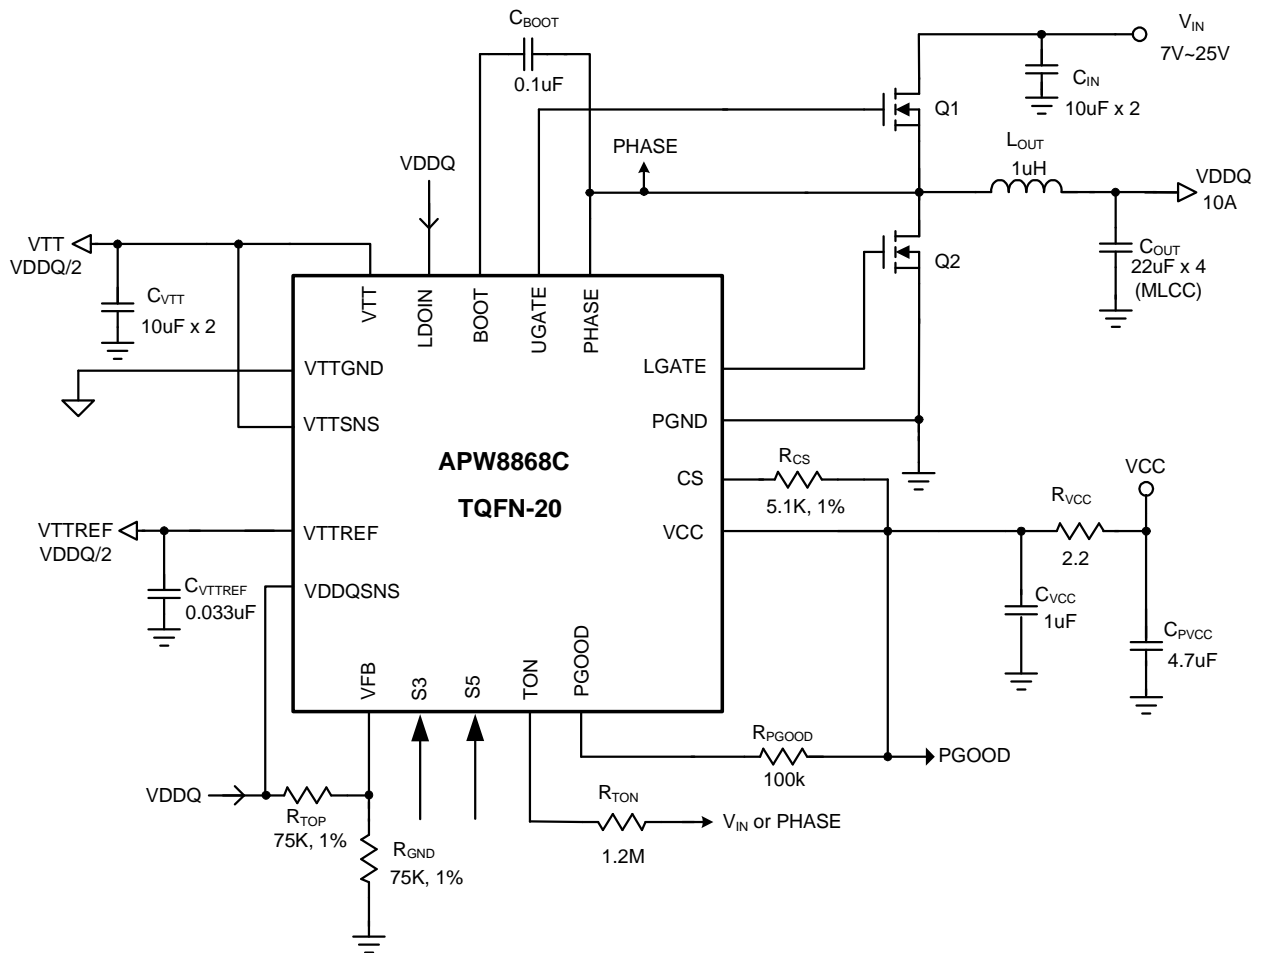 CBOOT
0.1uF
VIN
7V~25V
CIN
10uF x 2
Q1
PHASE
LOUT
1uH
VDDQ
VDDQ
10A
COUT
22uF x 4
(MLCC)
Q2
VTT
VDDQ/2
CVTT
10uF x 2
VTT
LDOIN
BOOT
UGATE
PHASE
VTTGND
LGATE
VTTSNS
PGND
APW8868C
TQFN-20
CS
RCS
5.1K, 1%
VCC
RVCC
2.2
VCC
VTTREF
VDDQ/2
VTTREF
CVTTREF
0.033uF
VDDQSNS
CVCC
1uF
CPVCC
4.7uF
VFB
S3
S5
TON
PGOOD
RPGOOD
100k
PGOOD
VDDQ
RTOP
75K, 1%
RGND
75K, 1%
RTON
1.2M
VIN or PHASE